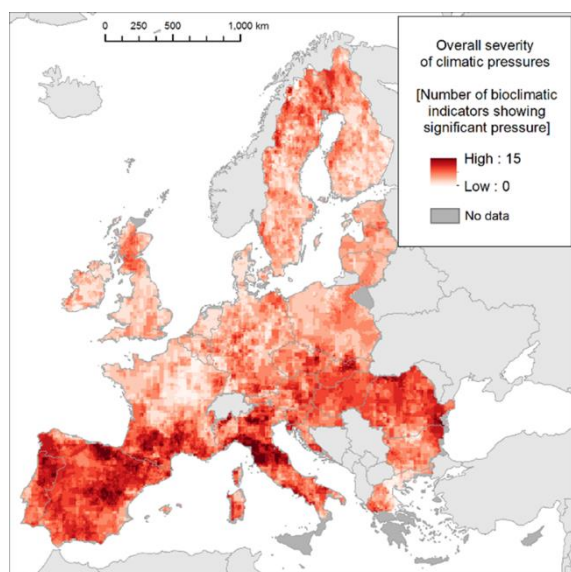 0 250 500 1,000 km
Overall severity
of climatic pressures
[Number of bioclimatic
indicators showing
significant pressure]
High : 15
Low : 0
No data